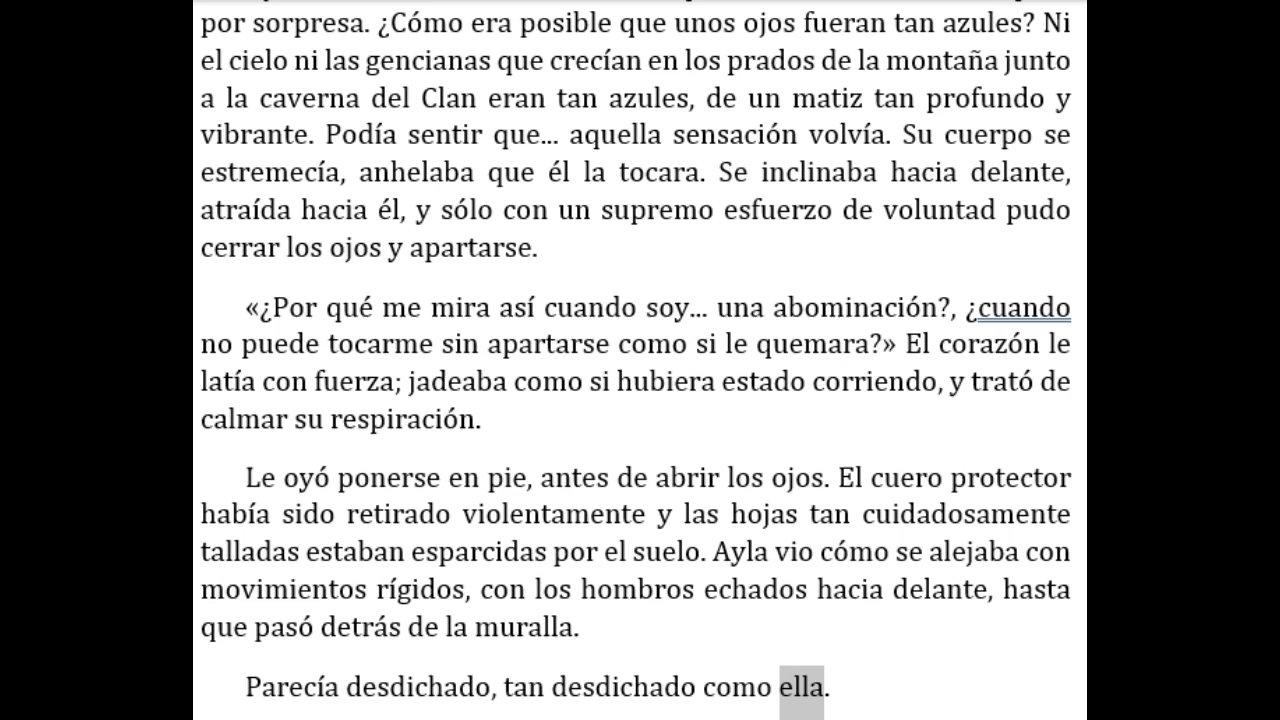 por sorpresa. ¿Cómo era posible que unos ojos fueran tan azules? Ni
el cielo ni las gencianas que crecían en los prados de la montaña junto
a la caverna del Clan eran tan azules, de un matiz tan profundo y
vibrante. Podía sentir que... aquella sensación volvía. Su cuerpo se
estremecía, anhelaba que él la tocara. Se inclinaba hacia delante,
atraída hacia él, y sólo con un supremo esfuerzo de voluntad pudo
cerrar los ojos y apartarse.
«¿Por qué me mira así cuando soy... una abominación?, ¿cuando
no puede tocarme sin apartarse como si le quemara?» El corazón le
latía con fuerza; jadeaba como si hubiera estado corriendo, y trató de
calmar su respiración.
Le oyó ponerse en pie, antes de abrir los ojos. El cuero protector
había sido retirado violentamente y las hojas tan cuidadosamente
talladas estaban esparcidas por el suelo. Ayla vio cómo se alejaba con
movimientos rígidos, con los hombros echados hacia delante, hasta
que pasó detrás de la muralla.
Parecía desdichado, tan desdichado como ella.